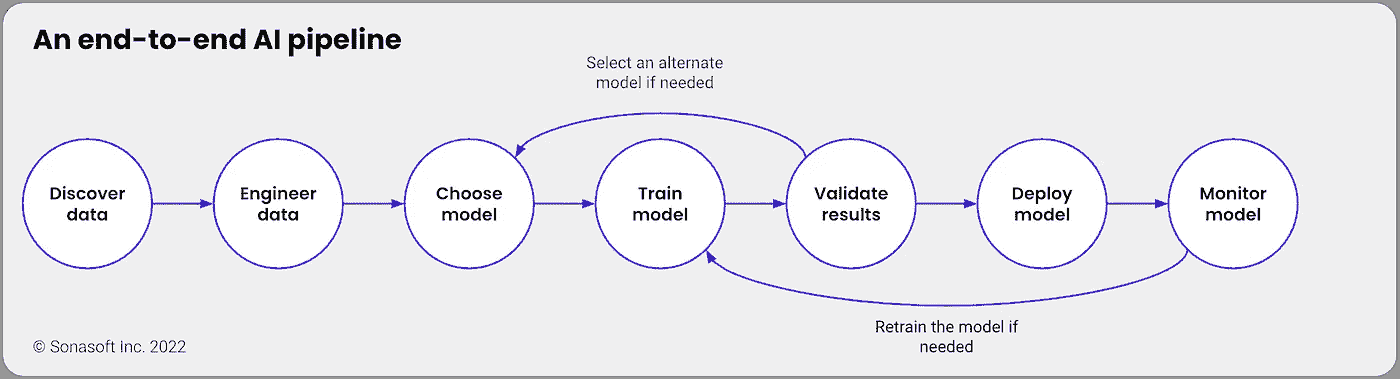 An end-to-end AI pipeline
Select an alternate
model if needed
Discover
data
Engineer
data
Choose
model
Train
model
Validate
results
Deploy
model
Monitor
model
Retrain the model if
needed
© Sonasoft Inc. 2022